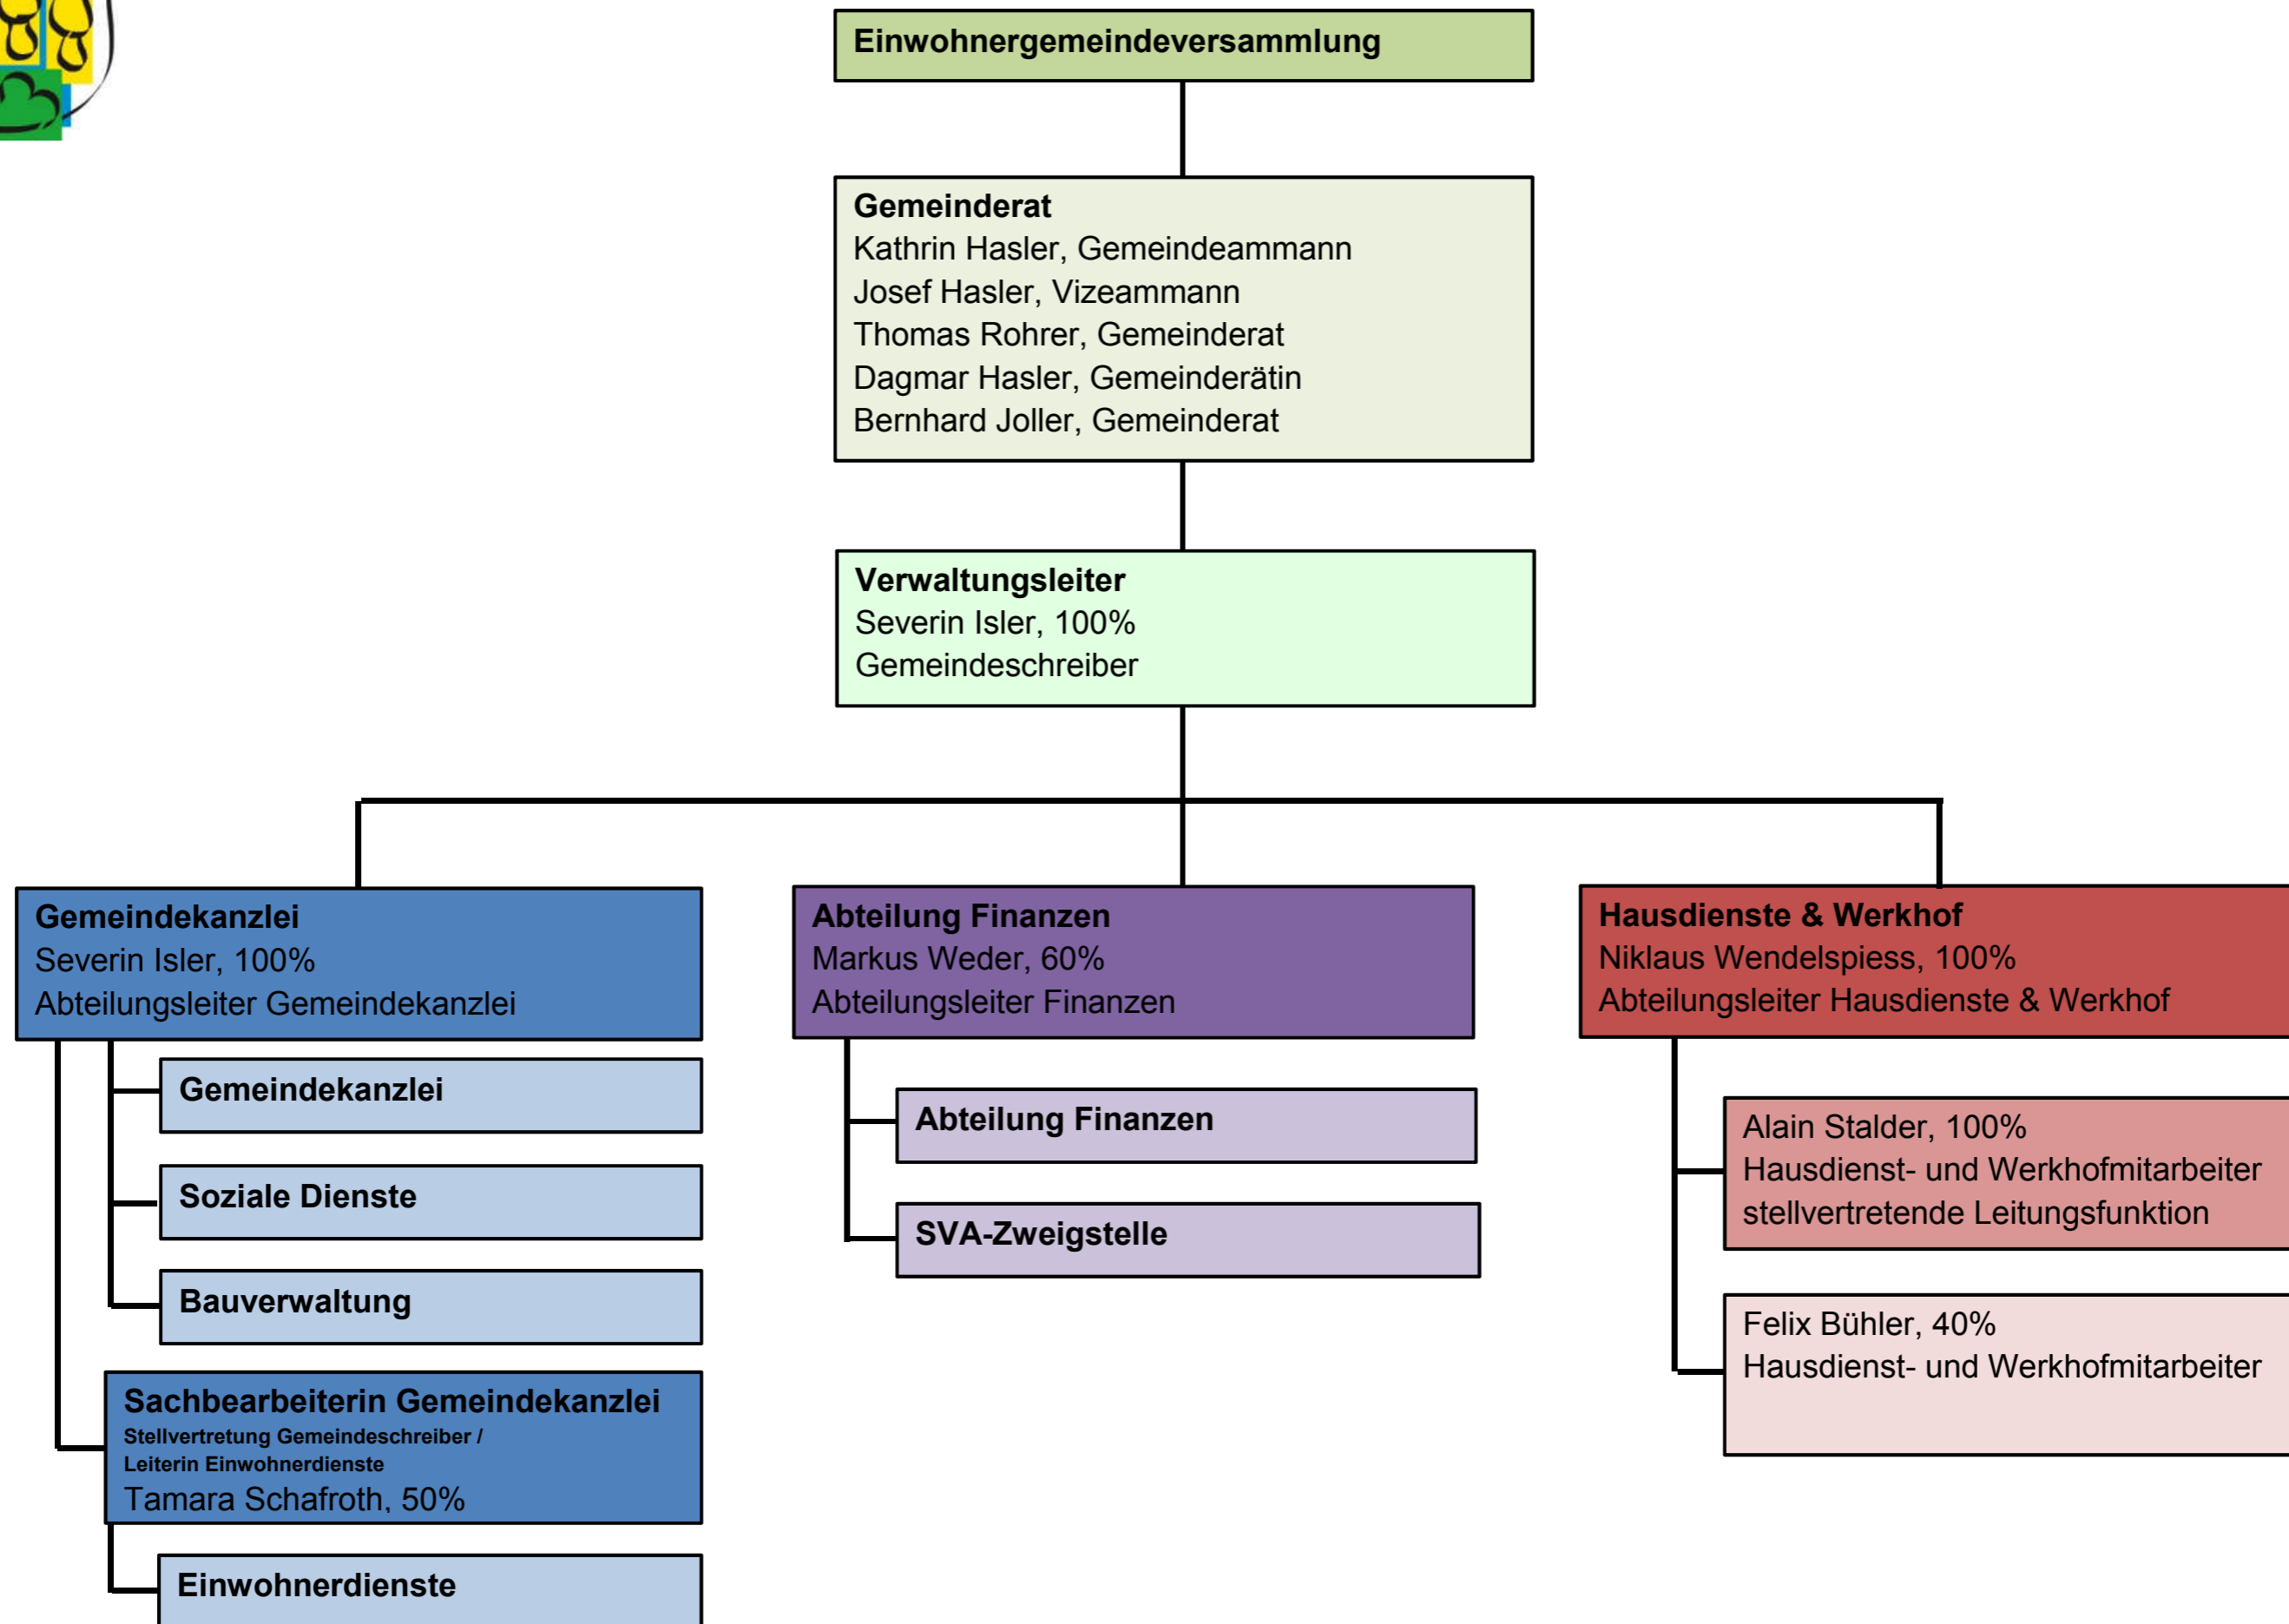 Einwohnergemeindeversammlung
Gemeinderat
Kathrin Hasler, Gemeindeammann
Josef Hasler, Vizeammann
Thomas Rohrer, Gemeinderat
Dagmar Hasler, Gemeinderätin
Bernhard Joller, Gemeinderat
Verwaltungsleiter
Severin Isler, 100%
Gemeindeschreiber
Gemeindekanzlei
Severin Isler, 100%
Abteilungsleiter Gemeindekanzlei
Gemeindekanzlei
Soziale Dienste
Bauverwaltung
Sachbearbeiterin Gemeindekanzlei
Stellvertretung Gemeindeschreiber /
Leiterin Einwohnerdienste
Tamara Schafroth, 50%
Einwohnerdienste
Abteilung Finanzen
Markus Weder, 60%
Abteilungsleiter Finanzen
Abteilung Finanzen
SVA-Zweigstelle
Hausdienste & Werkhof
Niklaus Wendelspiess, 100%
Abteilungsleiter Hausdienste & Werkhof
Alain Stalder, 100%
Hausdienst- und Werkhofmitarbeiter
stellvertretende Leitungsfunktion
Felix Bühler, 40%
Hausdienst- und Werkhofmitarbeiter